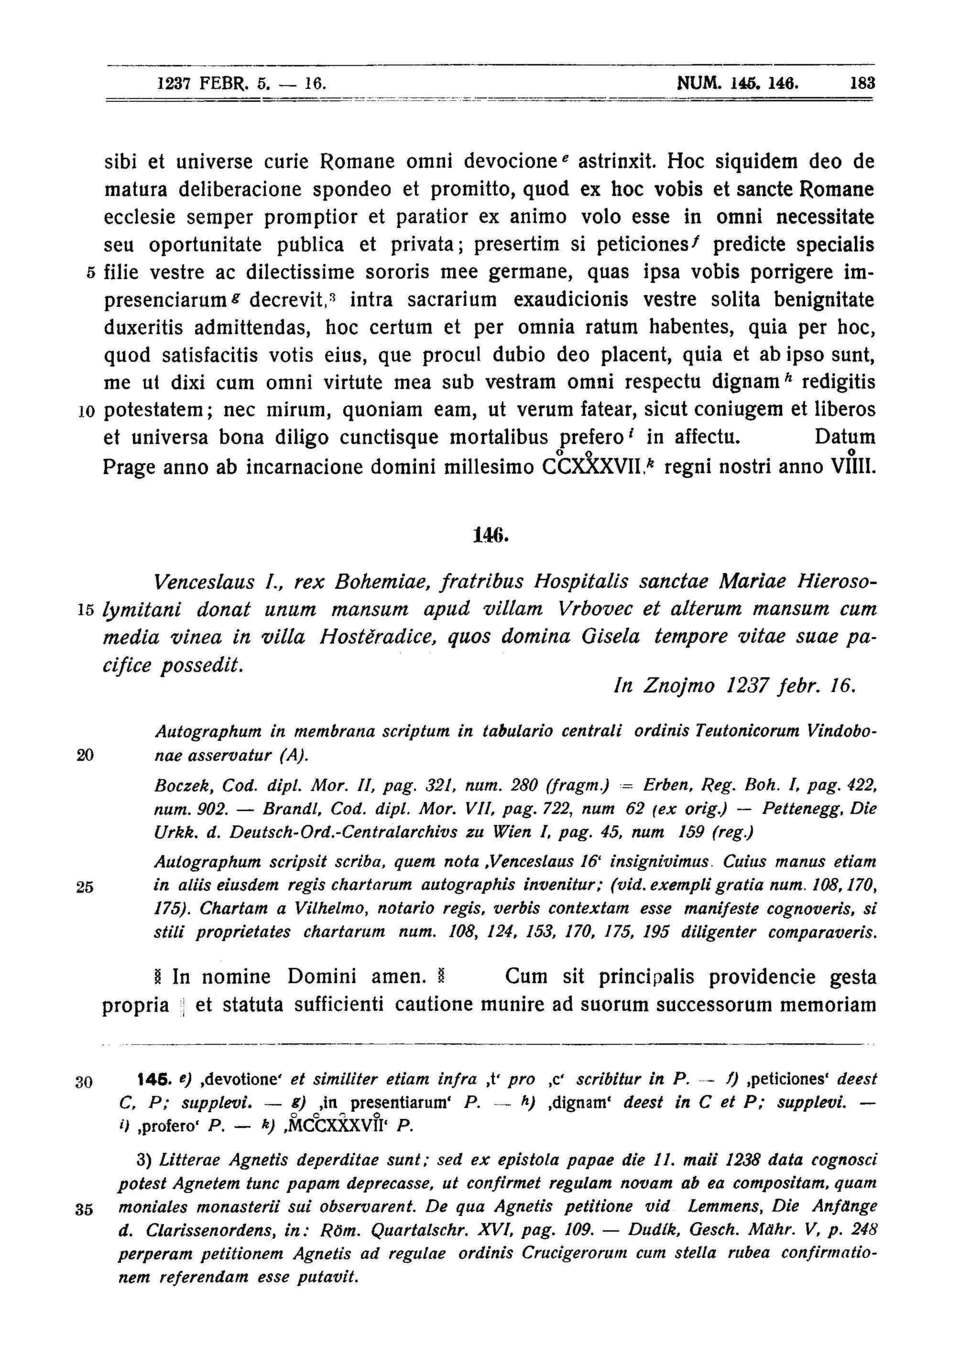 1237 FEBR. 5. — 16. NUM. 145. 146. 183
sibi et universe curie Romane omni devocione e astrinxit. Hoc siquidem deo de
matura deliberacione spondeo et promitto, quod ex hoc vobis et sancte Romane
ecclesie semper promptior et paratior ex animo volo esse in omni necessitate
seu oportunitate publica et privata; presertim si peticiones f predicte specialis
5 filie vestre ac dilectissime sororis mee germane, quas ipsa vobis porrigere im-
presenciarum g decrevit,3 intra sacrarium exaudicionis vestre solita benignitate
duxeritis admittendas, hoc certum et per omnia ratum habentes, quia per hoc,
quod satisfacitis votis eius, que procul dubio deo placent, quia et ab ipso sunt,
me ut dixi cum omni virtute mea sub vestram omni respectu dignam h redigitis
10 potestatem; nec mirum, quoniam eam, ut verum fatear, sicut coniugem et liberos
et universa bona diligo cunctisque mortalibus prefero i in affectu. Datum
Prage anno ab incarnacione domini millesimo CC̊XXX̊VII,k regni nostri anno VIIII̊.
146.
Venceslaus I., rex Bohemiae, fratribus Hospitalis sanctae Mariae Hieroso-
15 lymitani donat unum mansum apud villam Vrbovec et alterum mansum cum
media vinea in villa Hostěradice, quos domina Gisela tempore vitae suae pa-
cifice possedit.
In Znojmo 1237 febr. 16.
Autographum in membrana scriptum in tabulario centrali ordinis Teutonicorum Vindobo-
20 nae asservatur (A).
Boczek, Cod. dipl. Mor. II, pag. 321, num. 280 (fragm.) = Erben, Reg. Boh. I, pag. 422,
num. 902. — Brandl, Cod. dipl. Mor. VII, pag. 722, num 62 (ex orig.) — Pettenegg, Die
Urkk. d. Deutsch-Ord.-Centralarchivs zu Wien I, pag. 45, num 159 (reg.)
Autographum scripsit scriba, quem nota ‚Venceslaus 16‘ insignivimus. Cuius manus etiam
25 in aliis eiusdem regis chartarum autographis invenitur; (vid. exempli gratia num. 108, 170,
175). Chartam a Vilhelmo, notario regis, verbis contextam esse manifeste cognoveris, si
stili proprietates chartarum num. 108, 124, 153, 170, 175, 195 diligenter comparaveris.
§ In nomine Domini amen. § Cum sit principalis providencie gesta
propria || et statuta sufficienti cautione munire ad suorum successorum memoriam
30 145. e) ‚devotione‘ et similiter etiam infra ‚t‘ pro ‚c‘ scribitur in P. — f) ‚peticiones‘ deest
C, P; supplevi. — g) ‚in presentiarum‘ P. — h) ‚dignam‘ deest in C et P; supplevi. —
i) ‚profero‘ P. — k) ‚M̊CC̊XXX̊VII̊‘ P.
3) Litterae Agnetis deperditae sunt; sed ex epistola papae die 11. maii 1238 data cognosci
potest Agnetem tunc papam deprecasse, ut confirmet regulam novam ab ea compositam, quam
35 moniales monasterii sui observarent. De qua Agnetis petitione vid Lemmens, Die Anfänge
d. Clarissenordens, in: Röm. Quartalschr. XVI, pag. 109. — Dudík, Gesch. Mähr. V, p. 248
perperam petitionem Agnetis ad regulae ordinis Crucigerorum cum stella rubea confirmatio-
nem referendam esse putavit.